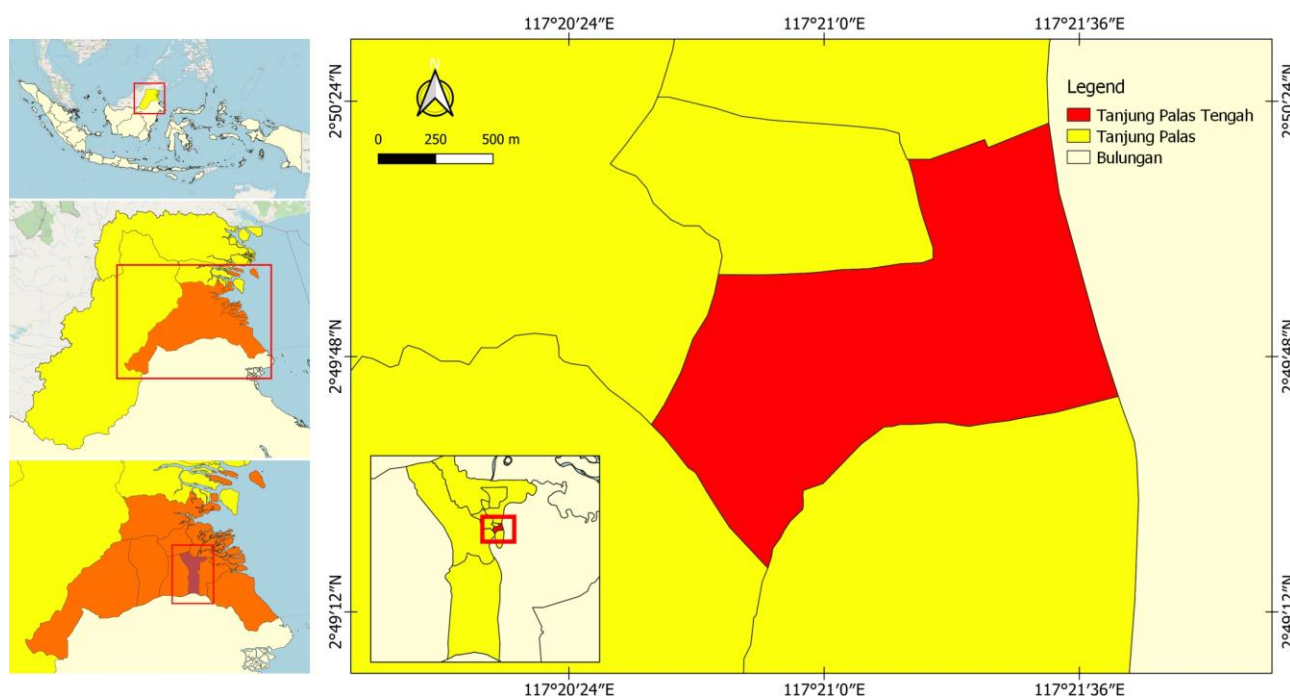 117°20'24"E 117°21'0"E 117°21'36"E
2°50'24"N
2°49'48"N
2°49'12"N
N
0 250 500 m
Legend
Tanjung Palas Tengah
Tanjung Palas
Bulungan
2°50'24"N
2°49'48"N
2°49'12"N
117°20'24"E 117°21'0"E 117°21'36"E